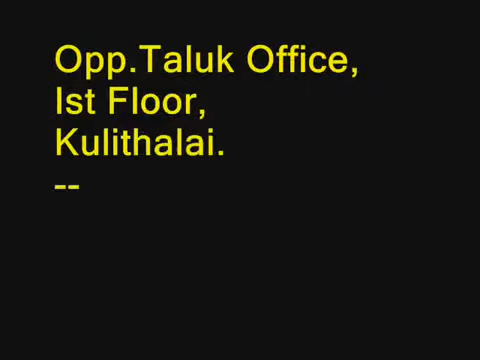 Opp.Taluk Office,
Ist Floor,
Kulithalai.
--